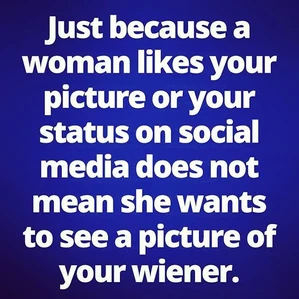 Just because a
woman likes your
picture or your
status on social
media does not
mean she wants
to see a picture of
your wiener.